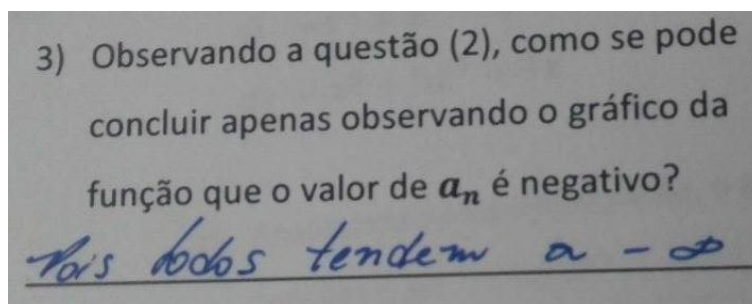 3) Observando a questão (2), como se pode
concluir apenas observando o gráfico da
função que o valor de aₙ é negativo?
Pois todos tendem a - ∞